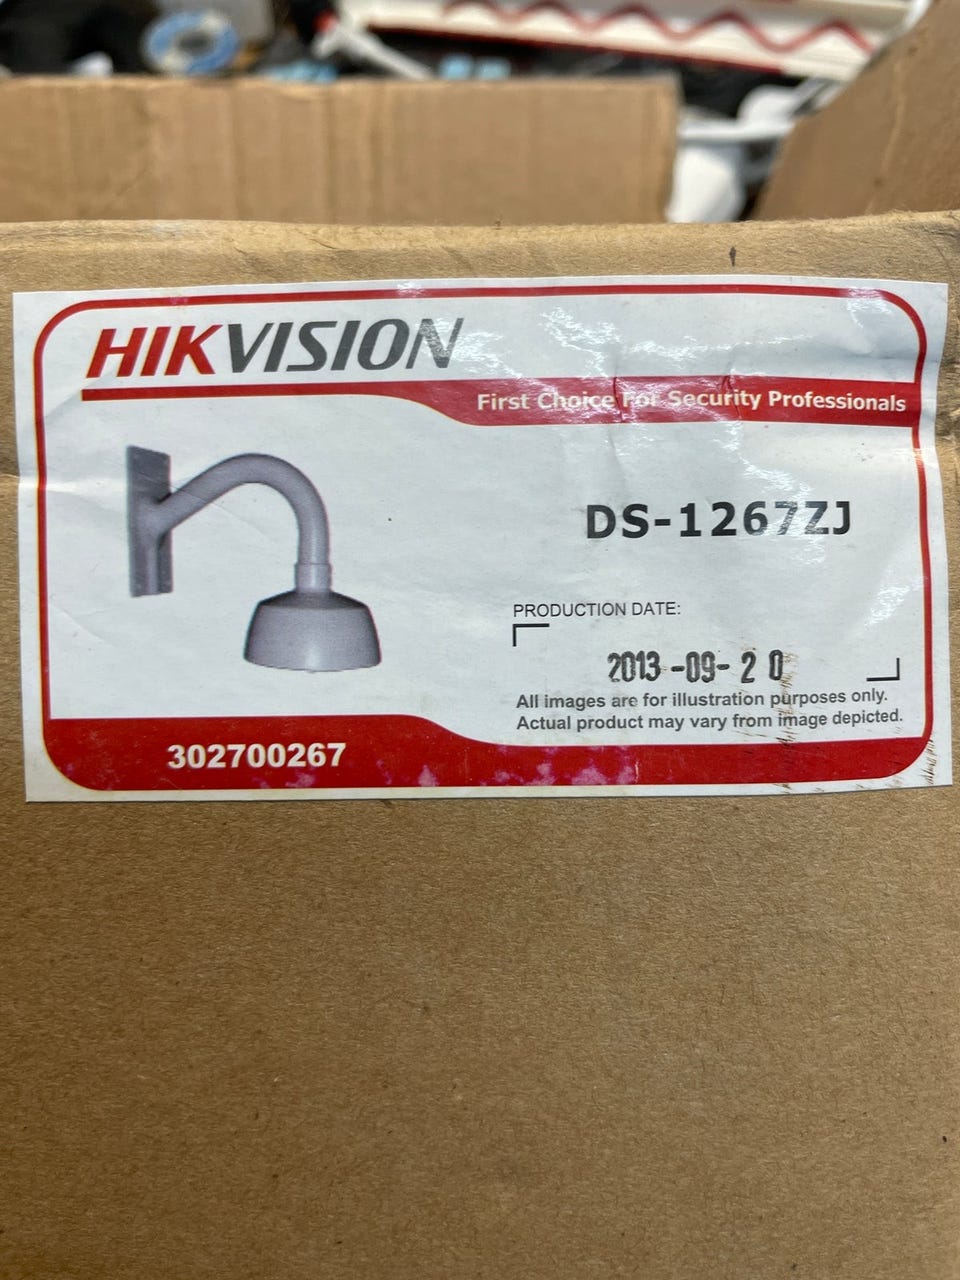 HIKVISION
First Choice For Security Professionals
DS-1267ZJ
PRODUCTION DATE:
2013-09-20
All images are for illustration purposes only.
Actual product may vary from image depicted.
302700267